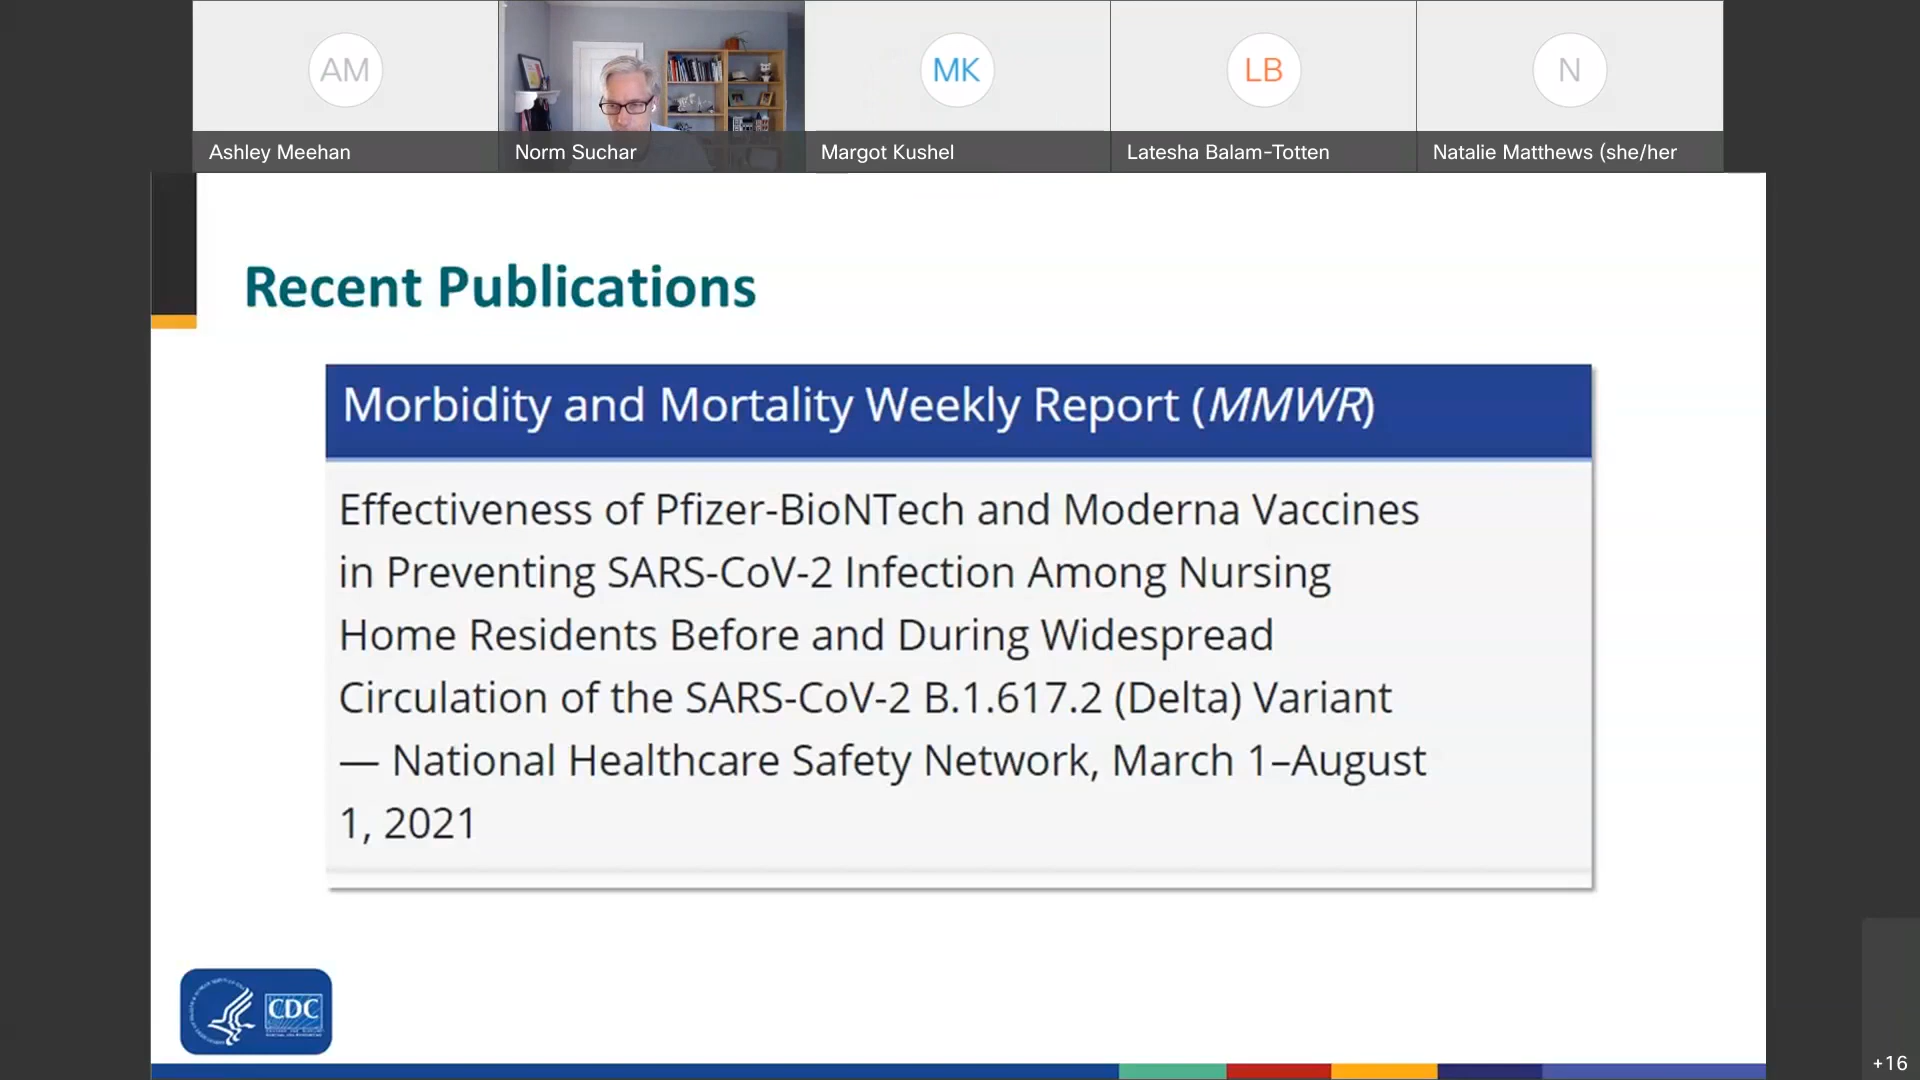 AM
MK
LB
N
Ashley Meehan
Norm Suchar
Margot Kushel
Latesha Balam-Totten
Natalie Matthews (she/her
Recent Publications
Morbidity and Mortality Weekly Report (MMWR)
Effectiveness of Pfizer-BioNTech and Moderna Vaccines
in Preventing SARS-CoV-2 Infection Among Nursing
Home Residents Before and During Widespread
Circulation of the SARS-CoV-2 B.1.617.2 (Delta) Variant
— National Healthcare Safety Network, March 1–August
1, 2021
CDC
+16